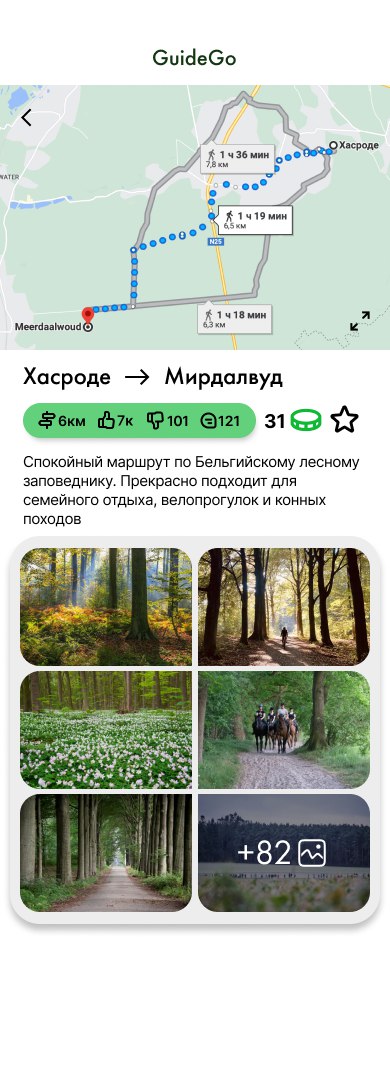 GuideGo
Хасроде
1 ч 36 мин
7,8 км
WATER
1 ч 19 мин
6,5 км
N25
1 ч 18 мин
6,3 км
Meerdaalwoud
Хасроде → Мирдалвуд
6км 7к 101 121 31
Спокойный маршрут по Бельгийскому лесному
заповеднику. Прекрасно подходит для
семейного отдыха, велопрогулок и конных
походов
+82